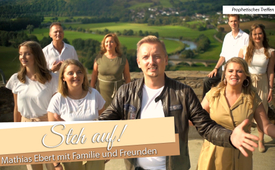 Prophetisches Treffen
Steh auf!
Mathias Ebert mit Familie und Freunden